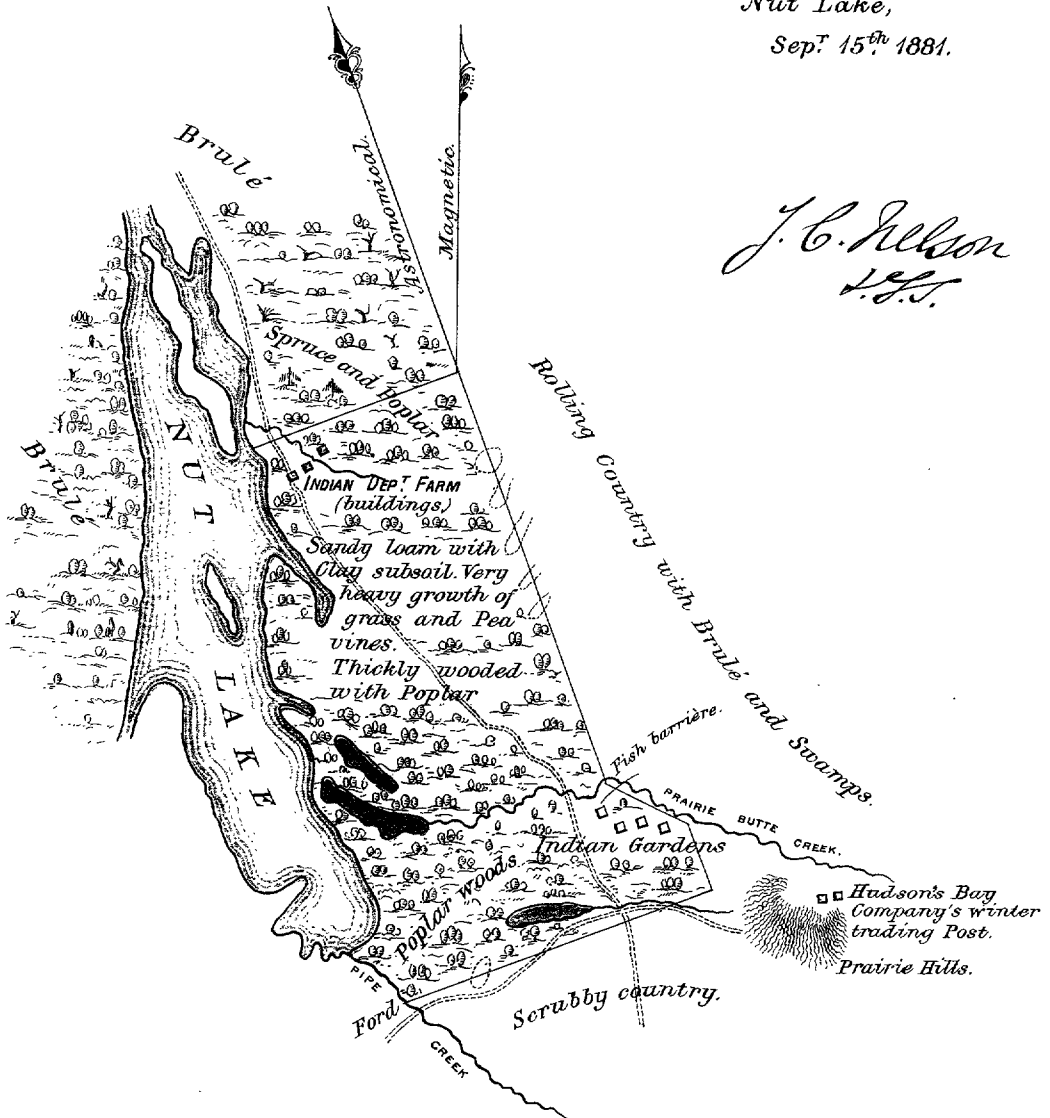 Nut Lake,
Sepr. 15th. 1881.
Brulé
Astronomical.
Magnetic.
J. C. Nelson
D.L.S.
Spruce and Poplar
Rolling Country with Brulé and Swamps.
Brulé
NUT LAKE
INDIAN DEPT. FARM
(buildings)
Sandy loam with
Clay subsoil. Very
heavy growth of
grass and Pea
vines.
Thickly wooded
with Poplar
Fish barrière.
PRAIRIE BUTTE CREEK.
Indian Gardens
Poplar woods
Hudson's Bay
Company's winter
trading Post.
Prairie Hills.
PIPE CREEK
Ford
Scrubby country.